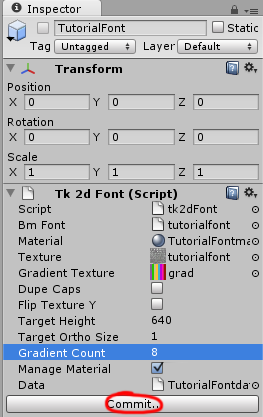 Inspector
TutorialFont Static
Tag Untagged Layer Default
Transform
Position
X 0 Y 0 Z 0
Rotation
X 0 Y 0 Z 0
Scale
X 1 Y 1 Z 1
Tk 2d Font (Script)
Script tk2dFont
Bm Font tutorialfont
Material TutorialFontma
Texture tutorialfont
Gradient Texture grad
Dupe Caps
Flip Texture Y
Target Height 640
Target Ortho Size 1
Gradient Count 8
Manage Material
Data TutorialFontda
Commit...